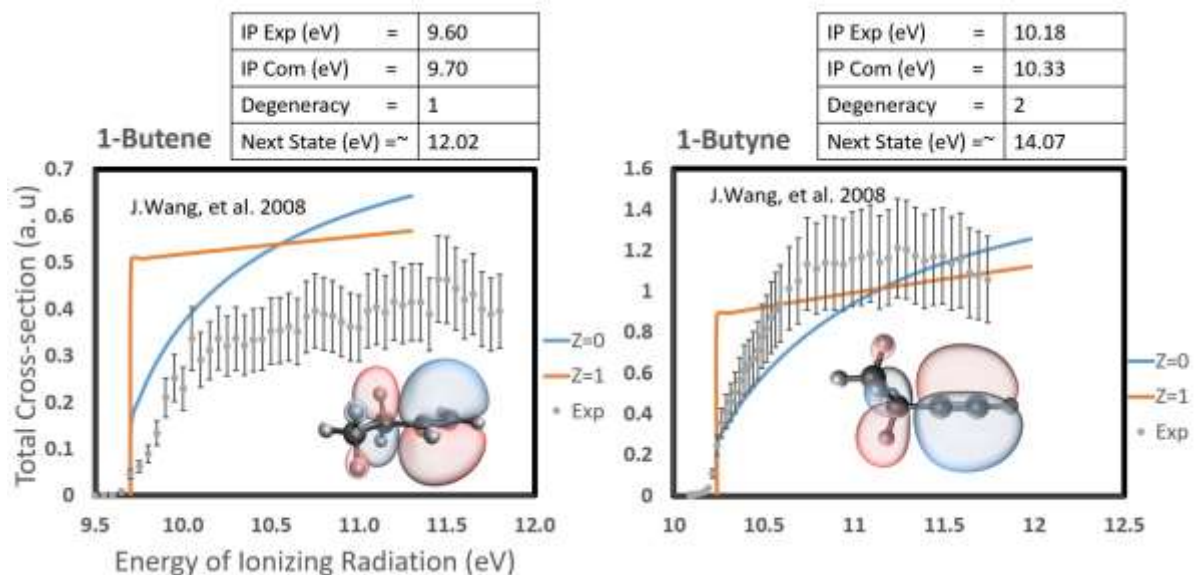 IP Exp (eV) = 9.60
IP Com (eV) = 9.70
Degeneracy = 1
Next State (eV) =~ 12.02
1-Butene
IP Exp (eV) = 10.18
IP Com (eV) = 10.33
Degeneracy = 2
Next State (eV) =~ 14.07
1-Butyne
Total Cross-section (a. u)
0.7
0.6
0.5
0.4
0.3
0.2
0.1
0
J.Wang, et al. 2008
Z=0
Z=1
Exp
9.5 10.0 10.5 11.0 11.5 12.0
Energy of Ionizing Radiation (eV)
1.6
1.4
1.2
1
0.8
0.6
0.4
0.2
0
J.Wang, et al. 2008
Z=0
Z=1
Exp
10 10.5 11 11.5 12 12.5